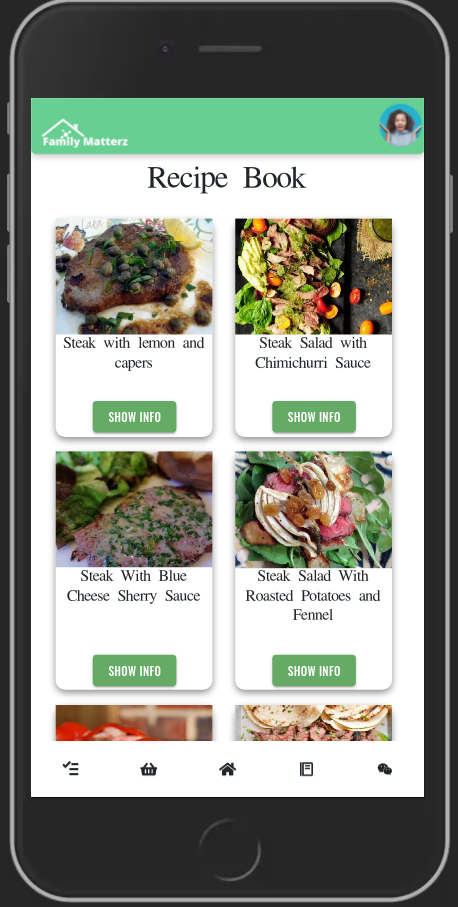 Family Matterz
Recipe Book
Steak with lemon and
capers
SHOW INFO
Steak Salad with
Chimichurri Sauce
SHOW INFO
Steak With Blue
Cheese Sherry Sauce
SHOW INFO
Steak Salad With
Roasted Potatoes and
Fennel
SHOW INFO